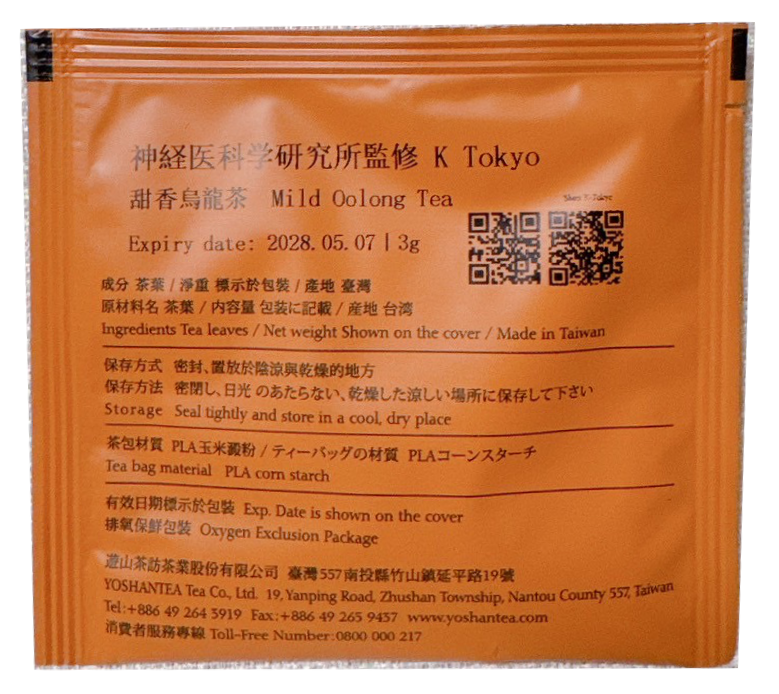 神経医科学研究所監修 K Tokyo
甜香烏龍茶 Mild Oolong Tea
Expiry date: 2028.05.07 | 3g
成分 茶葉 / 淨重 標示於包裝 / 產地 臺灣
原材料名 茶葉 / 内容量 包装に記載 / 産地 台湾
Ingredients Tea leaves / Net weight Shown on the cover / Made in Taiwan
保存方式 密封、置放於陰涼與乾燥的地方
保存方法 密閉し、日光のあたらない、乾燥した涼しい場所に保存して下さい
Storage Seal tightly and store in a cool, dry place
茶包材質 PLA玉米澱粉 / ティーバッグの材質 PLAコーンスターチ
Tea bag material PLA corn starch
有效日期標示於包裝 Exp. Date is shown on the cover
排氧保鮮包裝 Oxygen Exclusion Package
遊山茶訪茶業股份有限公司 臺灣557南投縣竹山鎮延平路19號
YOSHANTEA Tea Co., Ltd. 19, Yanping Road, Zhushan Township, Nantou County 557, Taiwan
Tel:+886 49 264 3919 Fax:+886 49 265 9437 www.yoshantea.com
消費者服務專線 Toll-Free Number:0800 000 217